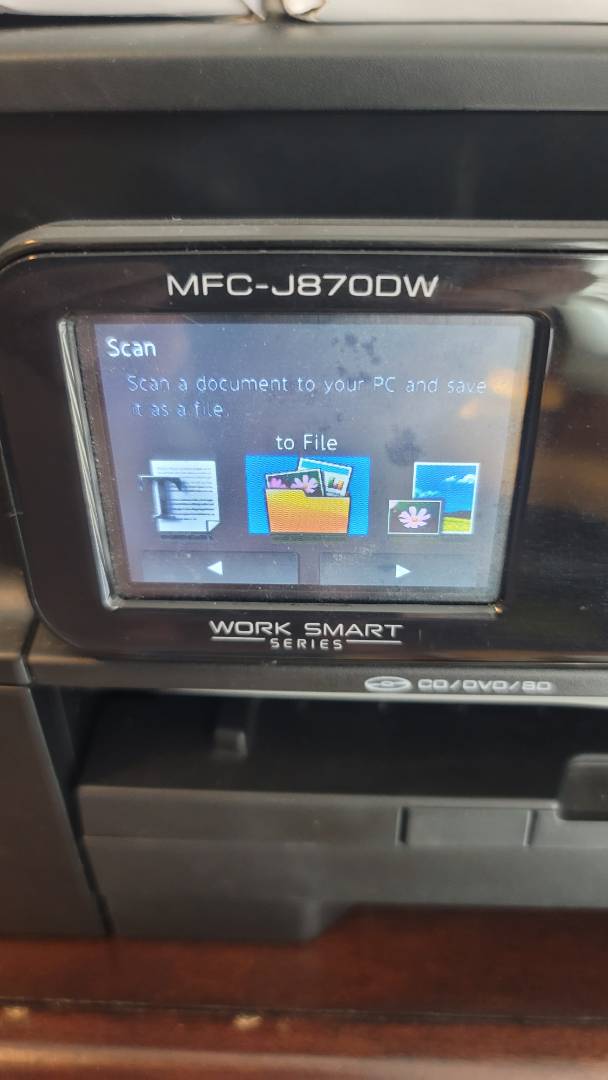 MFC-J870DW
Scan
Scan a document to your PC and save
it as a file.
to File
WORK SMART
SERIES
CD/DVD/BD